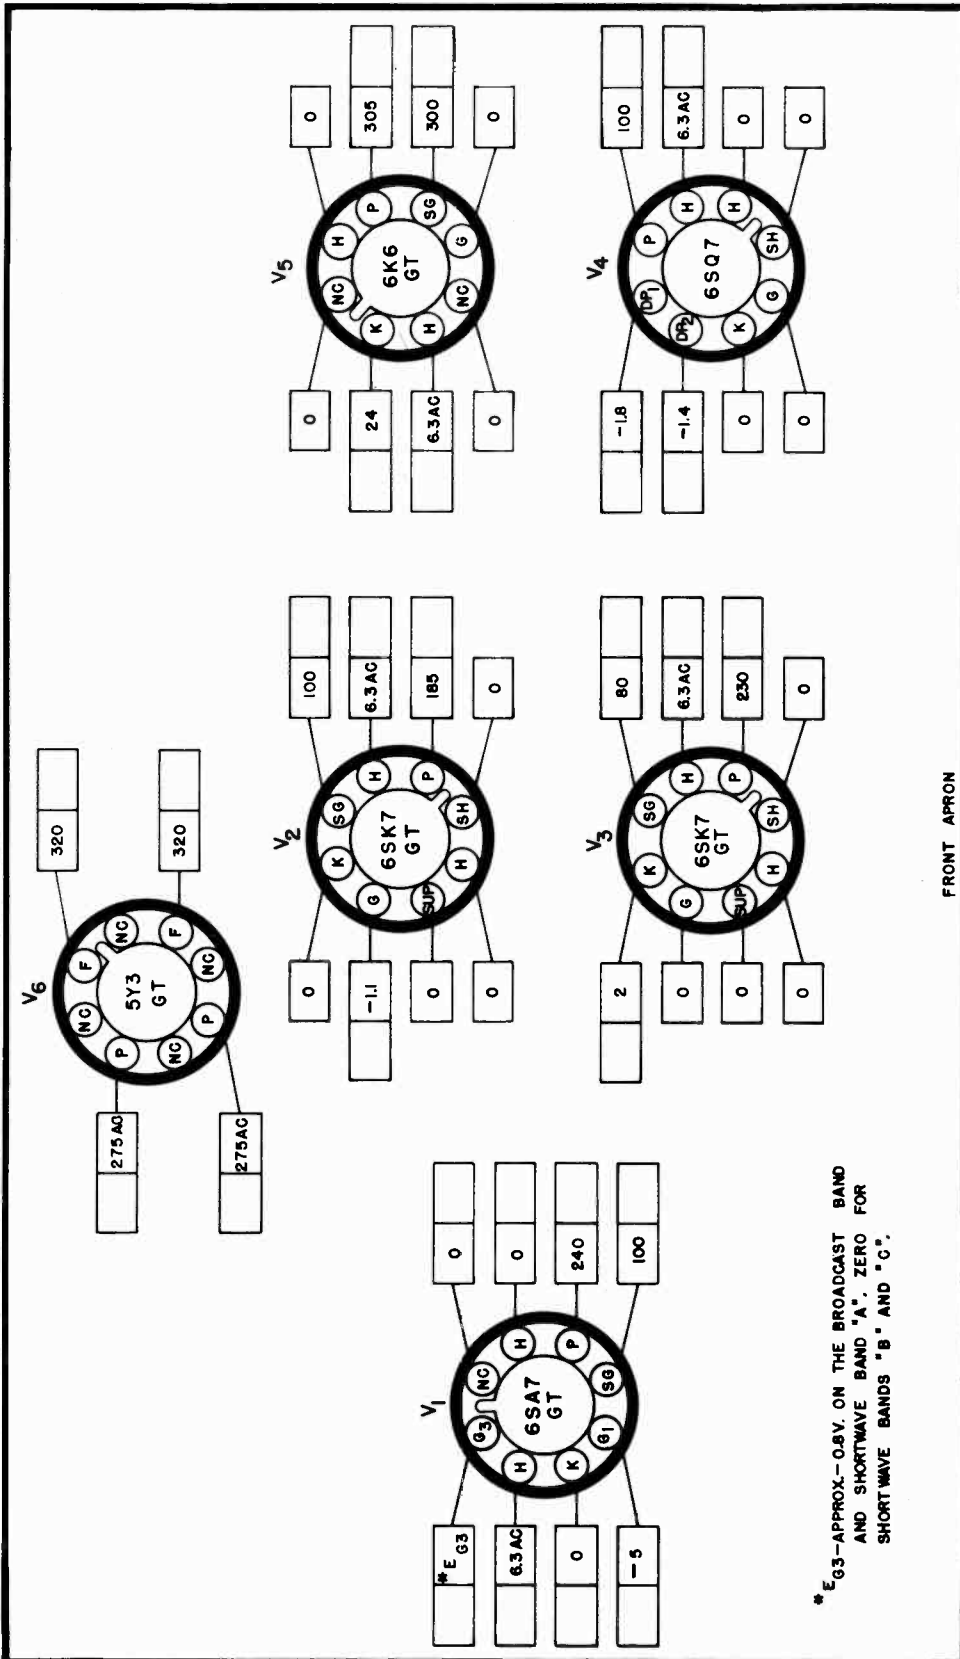 V6
320
F
NC
NC
320
275AC
P
5Y3
GT
F
NC
NC
275AC
P
V2
0
K
SG
100
-1.1
G
6SK7
GT
H
6.3AC
0
SUP
P
185
0
H
SH
0
V5
0
NC
H
0
24
K
6K6
GT
P
305
6.3AC
H
SG
300
0
NC
G
0
V1
*EG3
G3
NC
0
6.3AC
H
6SA7
GT
H
0
0
K
P
240
-5
G1
SG
100
V3
2
K
SG
80
0
G
6SK7
GT
H
6.3AC
0
SUP
P
230
0
H
SH
0
V4
-1.8
DP1
P
100
-1.4
DP2
6SQ7
H
6.3AC
0
K
H
0
0
G
SH
0
*EG3-APPROX.-0.8V. ON THE BROADCAST BAND
AND SHORTWAVE BAND "A". ZERO FOR
SHORTWAVE BANDS "B" AND "C".
FRONT APRON